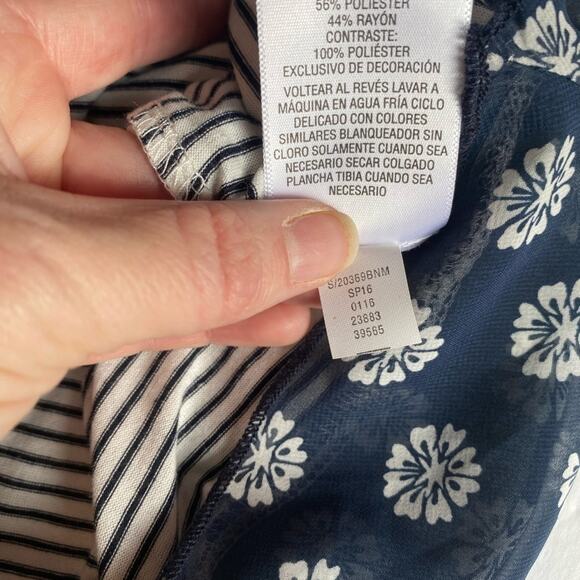 56% POLIÉSTER
44% RAYÓN
CONTRASTE:
100% POLIÉSTER
EXCLUSIVO DE DECORACIÓN
VOLTEAR AL REVÉS LAVAR A
MÁQUINA EN AGUA FRÍA CICLO
DELICADO CON COLORES
SIMILARES BLANQUEADOR SIN
CLORO SOLAMENTE CUANDO SEA
NECESARIO SECAR COLGADO
PLANCHA TIBIA CUANDO SEA
NECESARIO
S/20369BNM
SP16
0116
23883
39565